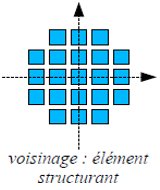 voisinage : élément
structurant